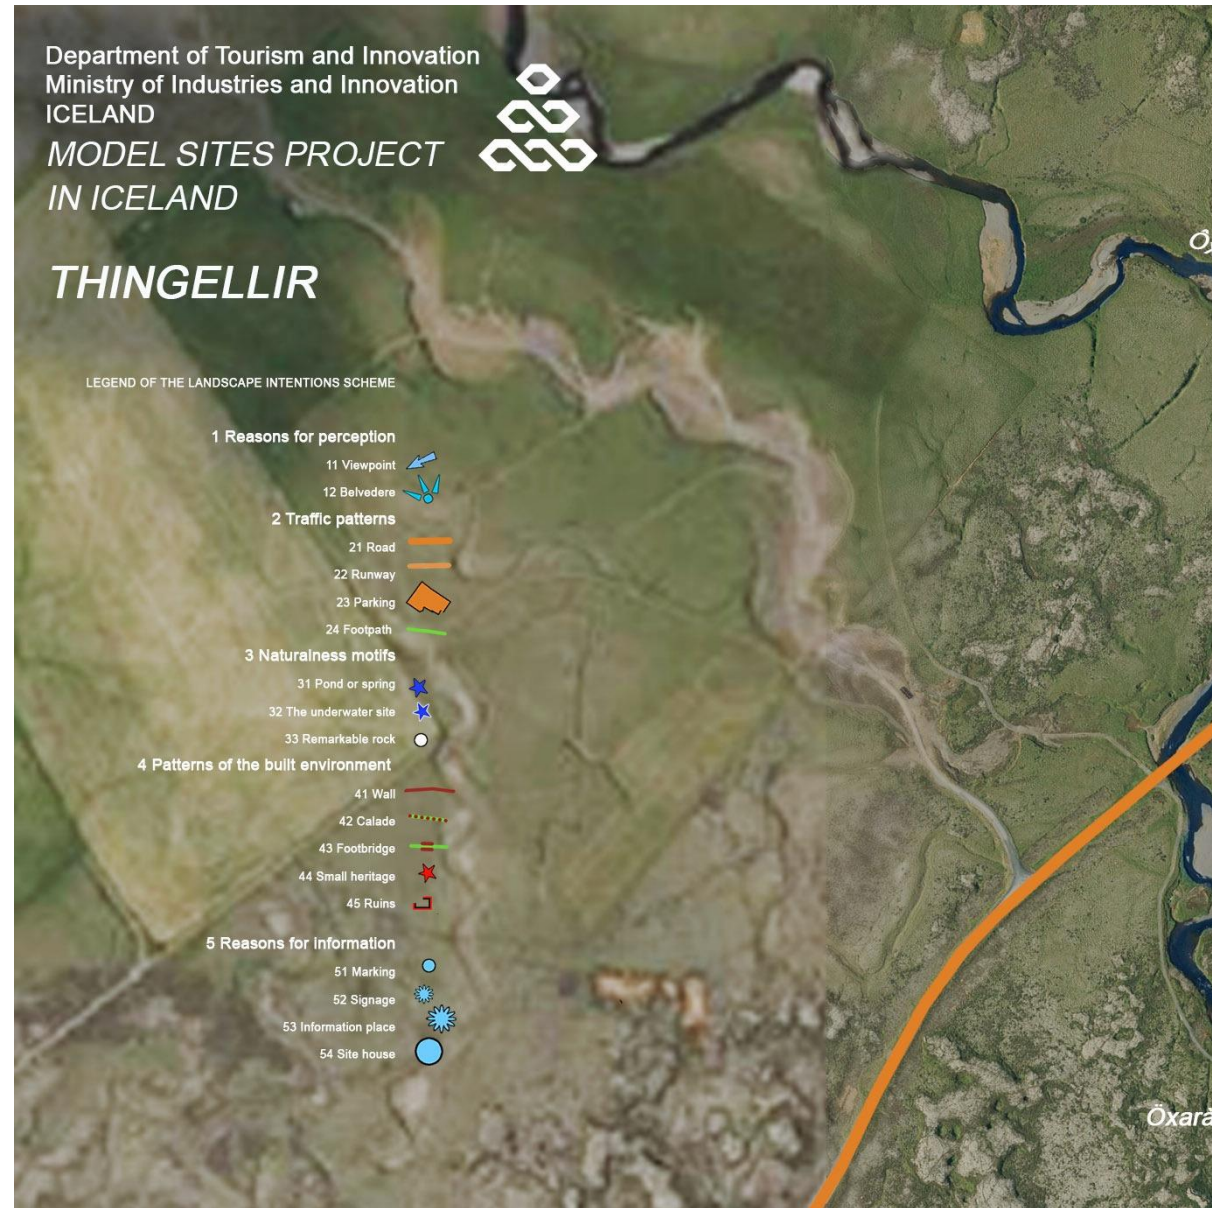 Department of Tourism and Innovation
Ministry of Industries and Innovation
ICELAND
MODEL SITES PROJECT
IN ICELAND
THINGELLIR
LEGEND OF THE LANDSCAPE INTENTIONS SCHEME
1 Reasons for perception
11 Viewpoint
12 Belvedere
2 Traffic patterns
21 Road
22 Runway
23 Parking
24 Footpath
3 Naturalness motifs
31 Pond or spring
32 The underwater site
33 Remarkable rock
4 Patterns of the built environment
41 Wall
42 Calade
43 Footbridge
44 Small heritage
45 Ruins
5 Reasons for information
51 Marking
52 Signage
53 Information place
54 Site house
Öxarà